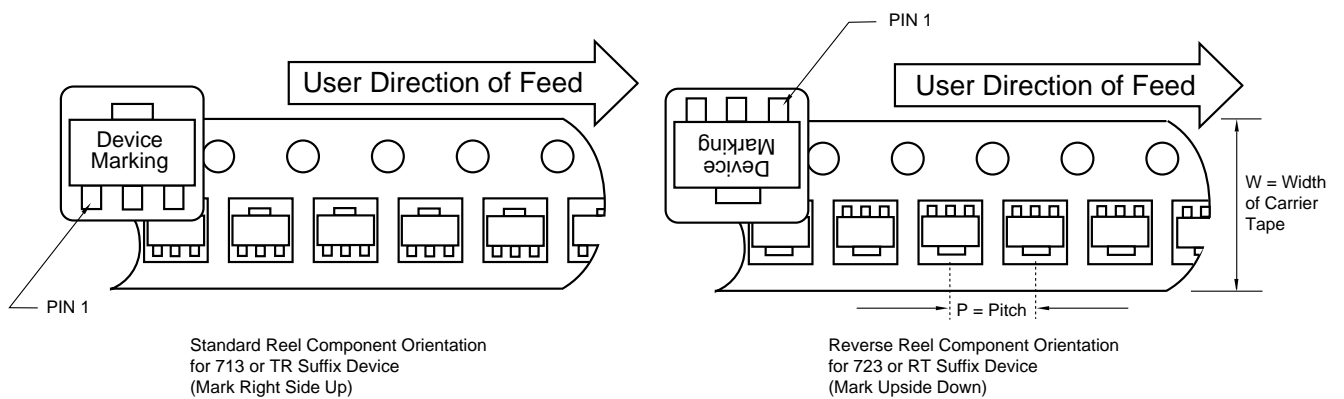 PIN 1
User Direction of Feed
Device
Marking
PIN 1
Standard Reel Component Orientation
for 713 or TR Suffix Device
(Mark Right Side Up)
PIN 1
User Direction of Feed
Device
Marking
W = Width
of Carrier
Tape
P = Pitch
Reverse Reel Component Orientation
for 723 or RT Suffix Device
(Mark Upside Down)